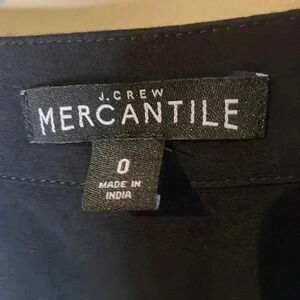 J.CREW
MERCANTILE
0
MADE IN
INDIA